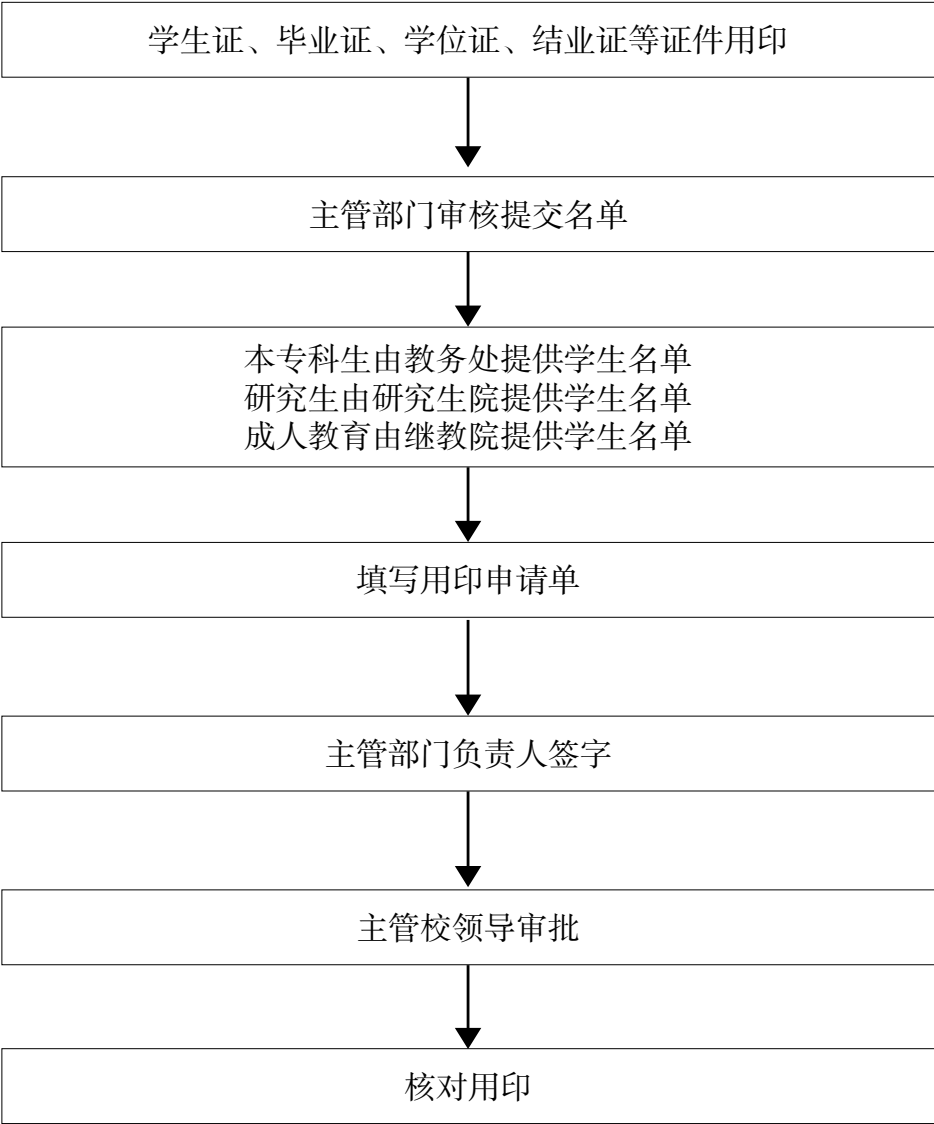 学生证、毕业证、学位证、结业证等证件用印
主管部门审核提交名单
本专科生由教务处提供学生名单
研究生由研究生院提供学生名单
成人教育由继教院提供学生名单
填写用印申请单
主管部门负责人签字
主管校领导审批
核对用印